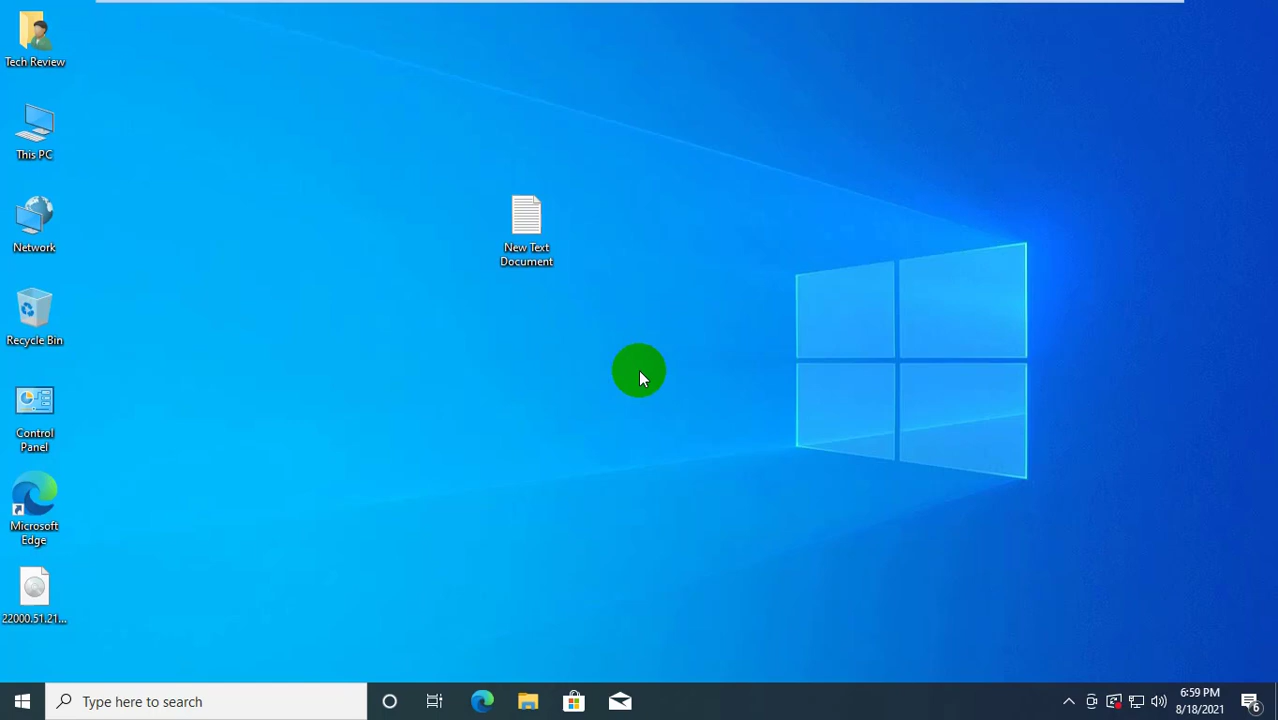 Tech Review
This PC
Network
Recycle Bin
Control
Panel
Microsoft
Edge
22000.51.21...
New Text
Document
Type here to search
6:59 PM
8/18/2021
6